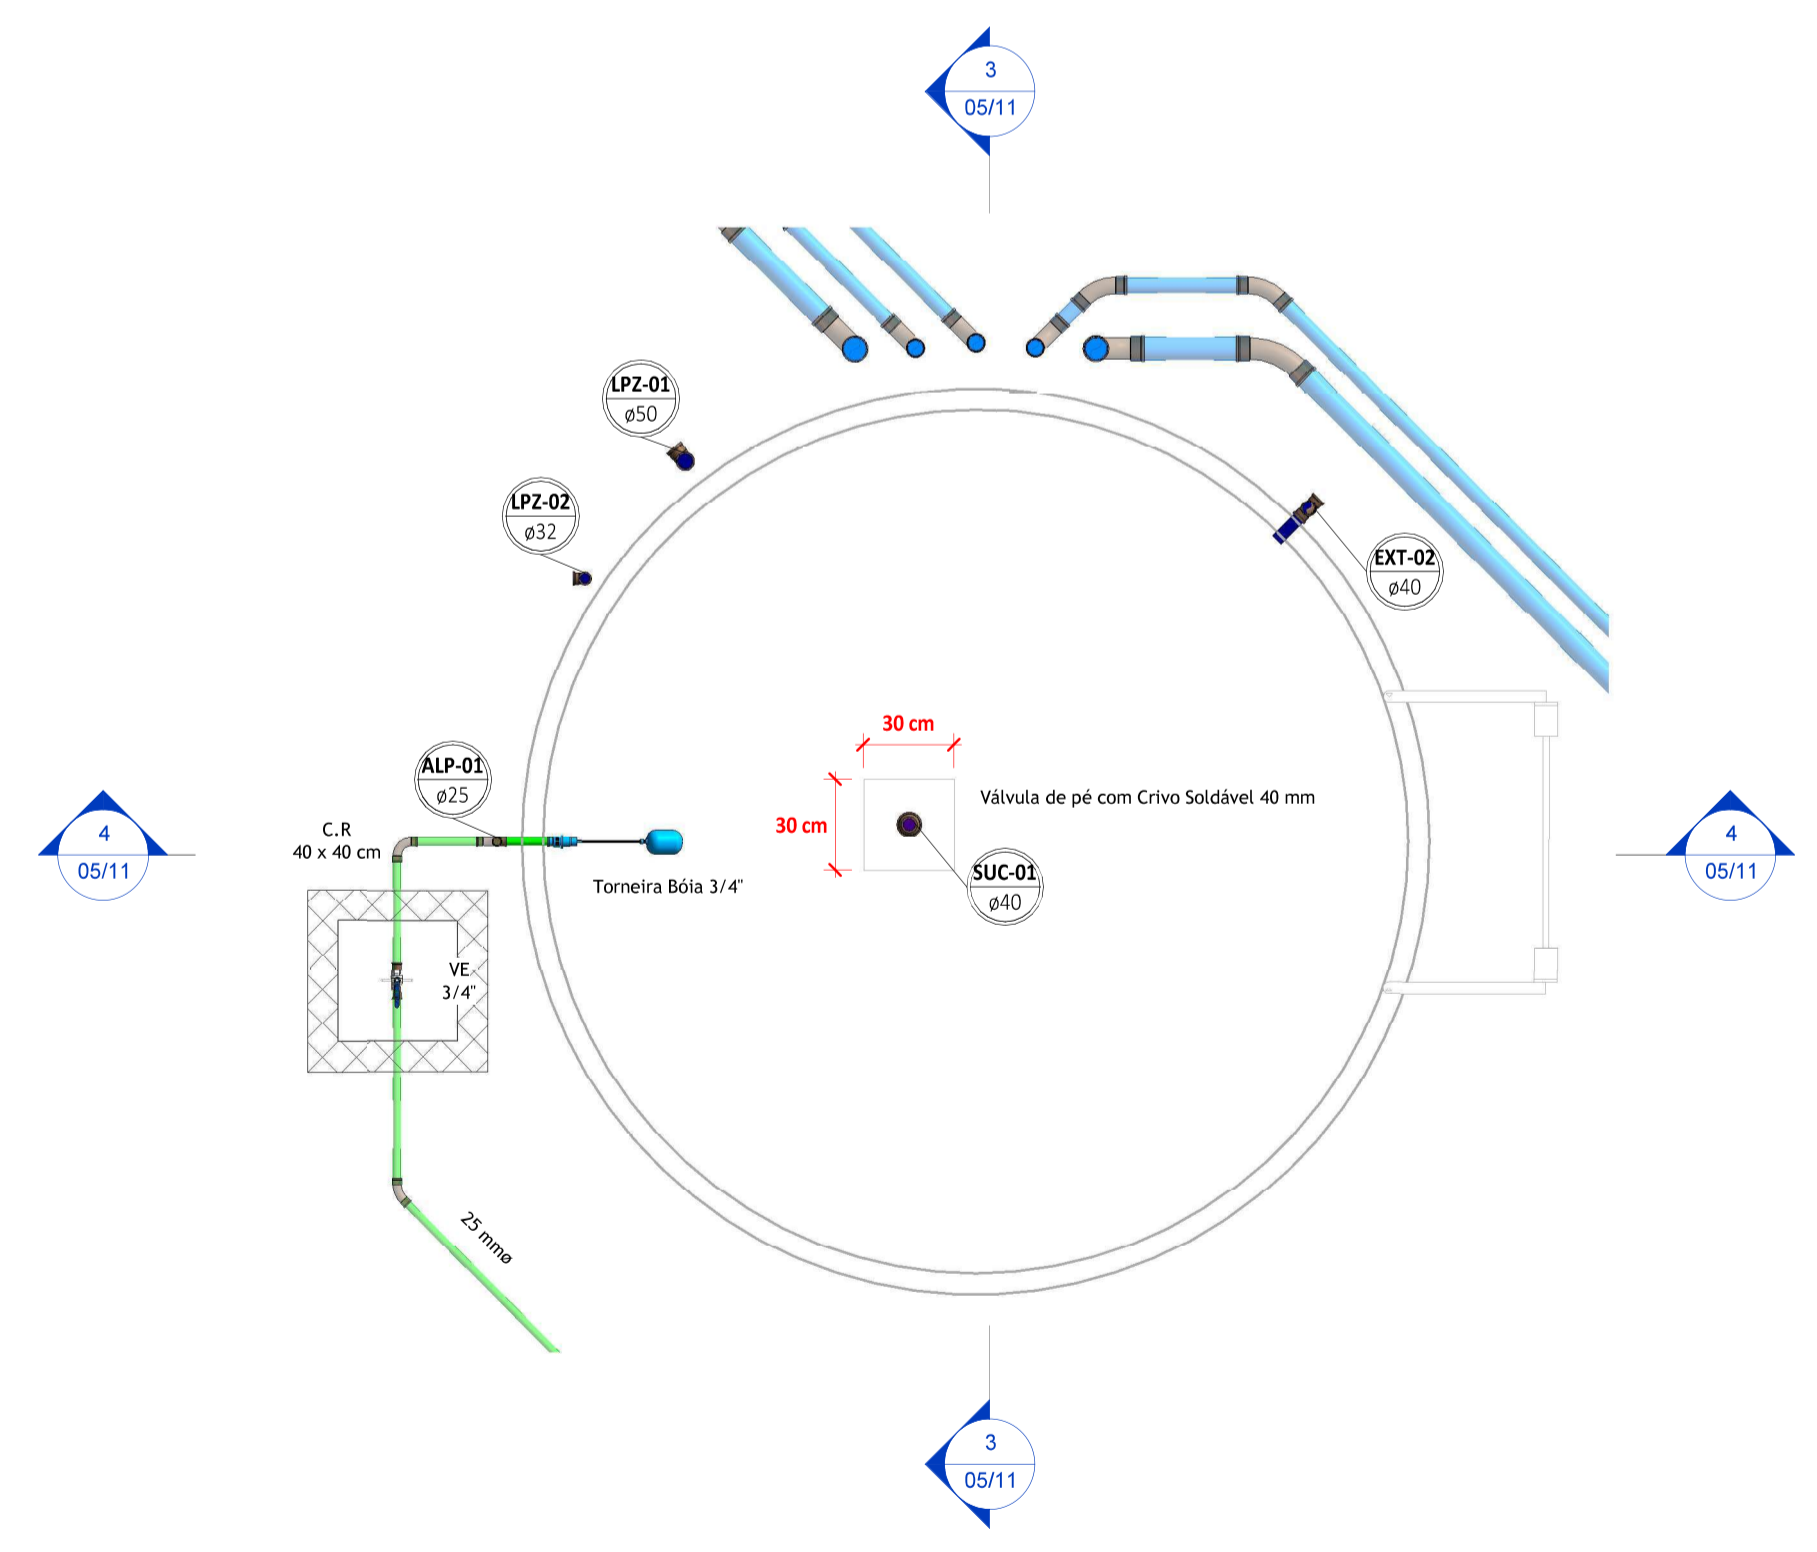 3
05/11
LPZ-01
ø50
LPZ-02
ø32
EXT-02
ø40
30 cm
ALP-01
ø25
Válvula de pé com Crivo Soldável 40 mm
30 cm
4
05/11
C.R
40 x 40 cm
4
05/11
Torneira Bóia 3/4"
SUC-01
ø40
VE
3/4"
25 mmø
3
05/11